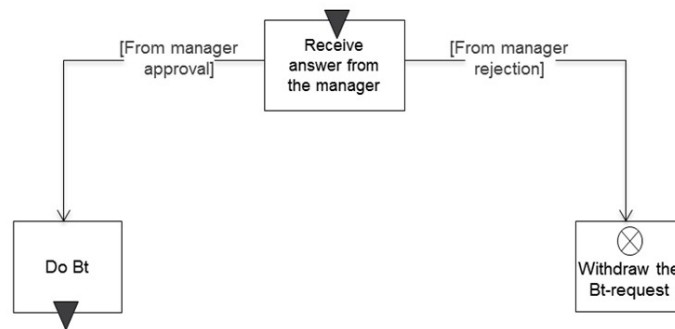 [From manager
approval]
Receive
answer from
the manager
[From manager
rejection]
Do Bt
Withdraw the
Bt-request